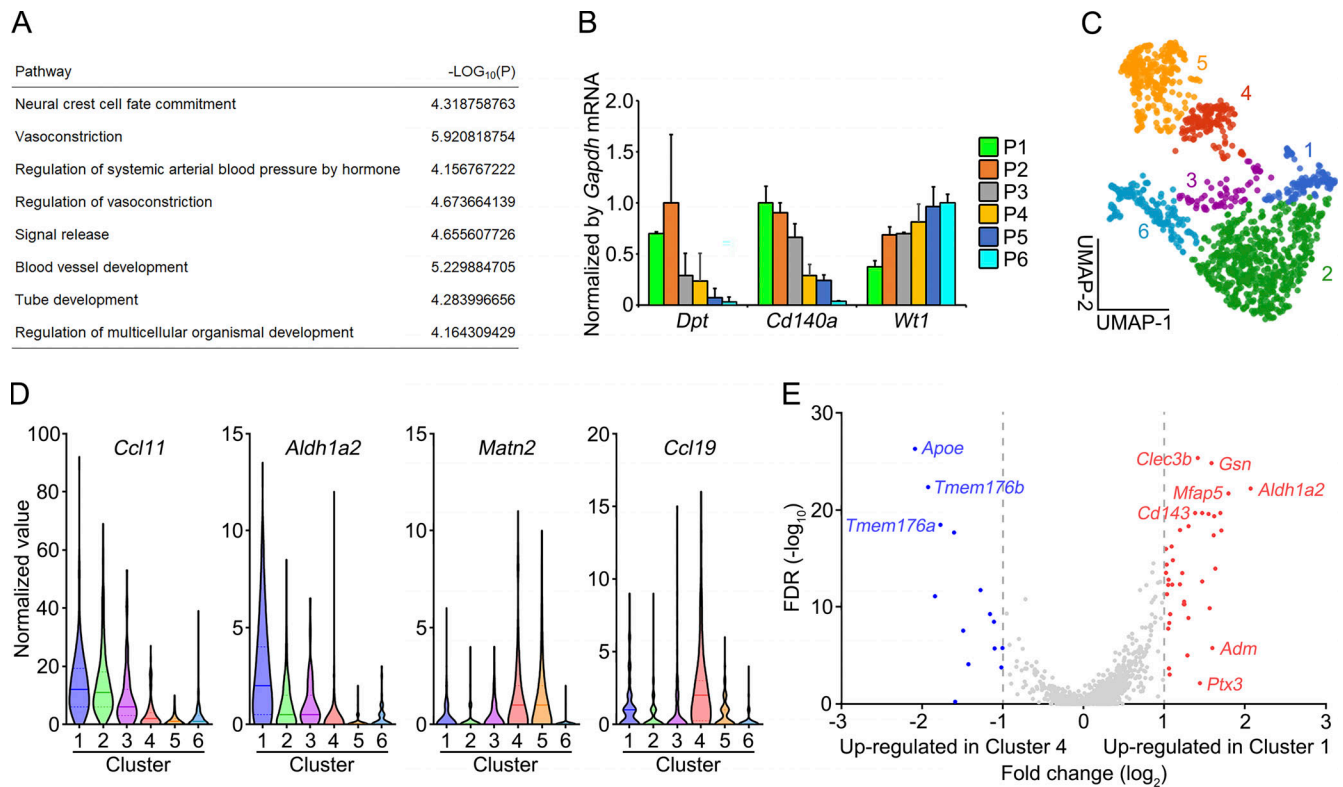 A
Pathway -LOG10(P)
Neural crest cell fate commitment 4.318758763
Vasoconstriction 5.920818754
Regulation of systemic arterial blood pressure by hormone 4.156767222
Regulation of vasoconstriction 4.673664139
Signal release 4.655607726
Blood vessel development 5.229884705
Tube development 4.283996656
Regulation of multicellular organismal development 4.164309429
B
Normalized by Gapdh mRNA
2.0
1.5
1.0
0.5
0
Dpt Cd140a Wt1
P1
P2
P3
P4
P5
P6
C
5
4
1
3
6
2
UMAP-2
UMAP-1
D
Normalized value
Ccl11
100
80
60
40
20
0
1 2 3 4 5 6
Cluster
Aldh1a2
15
10
5
0
1 2 3 4 5 6
Cluster
Matn2
15
10
5
0
1 2 3 4 5 6
Cluster
Ccl19
20
15
10
5
0
1 2 3 4 5 6
Cluster
E
FDR (-log10)
30
20
10
0
Apoe
Tmem176b
Tmem176a
Clec3b
Gsn
Mfap5
Aldh1a2
Cd143
Adm
Ptx3
-3 -2 -1 0 1 2 3
Up-regulated in Cluster 4 Up-regulated in Cluster 1
Fold change (log2)